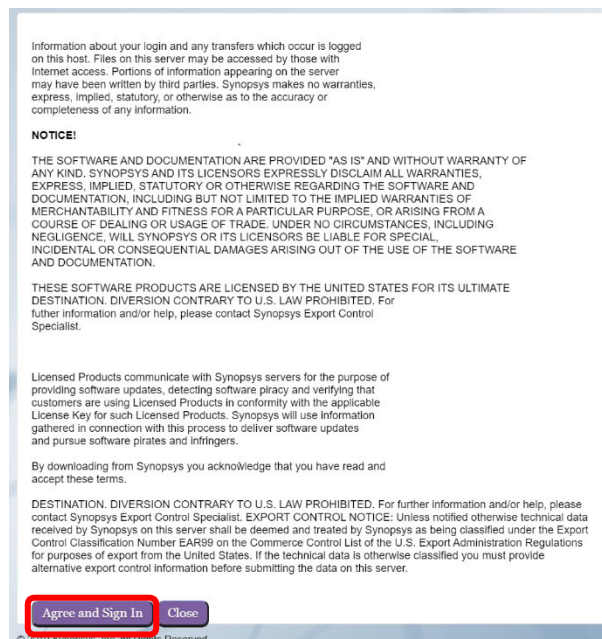 Information about your login and any transfers which occur is logged
on this host. Files on this server may be accessed by those with
Internet access. Portions of information appearing on the server
may have been written by third parties. Synopsys makes no warranties,
express, implied, statutory, or otherwise as to the accuracy or
completeness of any information.
NOTICE!
THE SOFTWARE AND DOCUMENTATION ARE PROVIDED "AS IS" AND WITHOUT WARRANTY OF
ANY KIND. SYNOPSYS AND ITS LICENSORS EXPRESSLY DISCLAIM ALL WARRANTIES,
EXPRESS, IMPLIED, STATUTORY OR OTHERWISE REGARDING THE SOFTWARE AND
DOCUMENTATION, INCLUDING BUT NOT LIMITED TO THE IMPLIED WARRANTIES OF
MERCHANTABILITY AND FITNESS FOR A PARTICULAR PURPOSE, OR ARISING FROM A
COURSE OF DEALING OR USAGE OF TRADE. UNDER NO CIRCUMSTANCES, INCLUDING
NEGLIGENCE, WILL SYNOPSYS OR ITS LICENSORS BE LIABLE FOR SPECIAL,
INCIDENTAL OR CONSEQUENTIAL DAMAGES ARISING OUT OF THE USE OF THE SOFTWARE
AND DOCUMENTATION.
THESE SOFTWARE PRODUCTS ARE LICENSED BY THE UNITED STATES FOR ITS ULTIMATE
DESTINATION. DIVERSION CONTRARY TO U.S. LAW PROHIBITED. For
futher information and/or help, please contact Synopsys Export Control
Specialist.
Licensed Products communicate with Synopsys servers for the purpose of
providing software updates, detecting software piracy and verifying that
customers are using Licensed Products in conformity with the applicable
License Key for such Licensed Products. Synopsys will use information
gathered in connection with this process to deliver software updates
and pursue software pirates and infringers.
By downloading from Synopsys you acknowledge that you have read and
accept these terms.
DESTINATION. DIVERSION CONTRARY TO U.S. LAW PROHIBITED. For further information and/or help, please
contact Synopsys Export Control Specialist. EXPORT CONTROL NOTICE: Unless notified otherwise technical data
received by Synopsys on this server shall be deemed and treated by Synopsys as being classified under the Export
Control Classification Number EAR99 on the Commerce Control List of the U.S. Export Administration Regulations
for purposes of export from the United States. If the technical data is otherwise classified you must provide
alternative export control information before submitting the data on this server.
Agree and Sign In Close